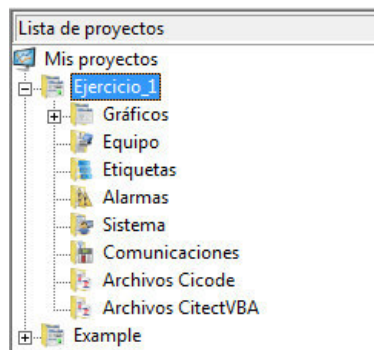 Lista de proyectos
Mis proyectos
Ejercicio_1
Gráficos
Equipo
Etiquetas
Alarmas
Sistema
Comunicaciones
Archivos Cicode
Archivos CitectVBA
Example